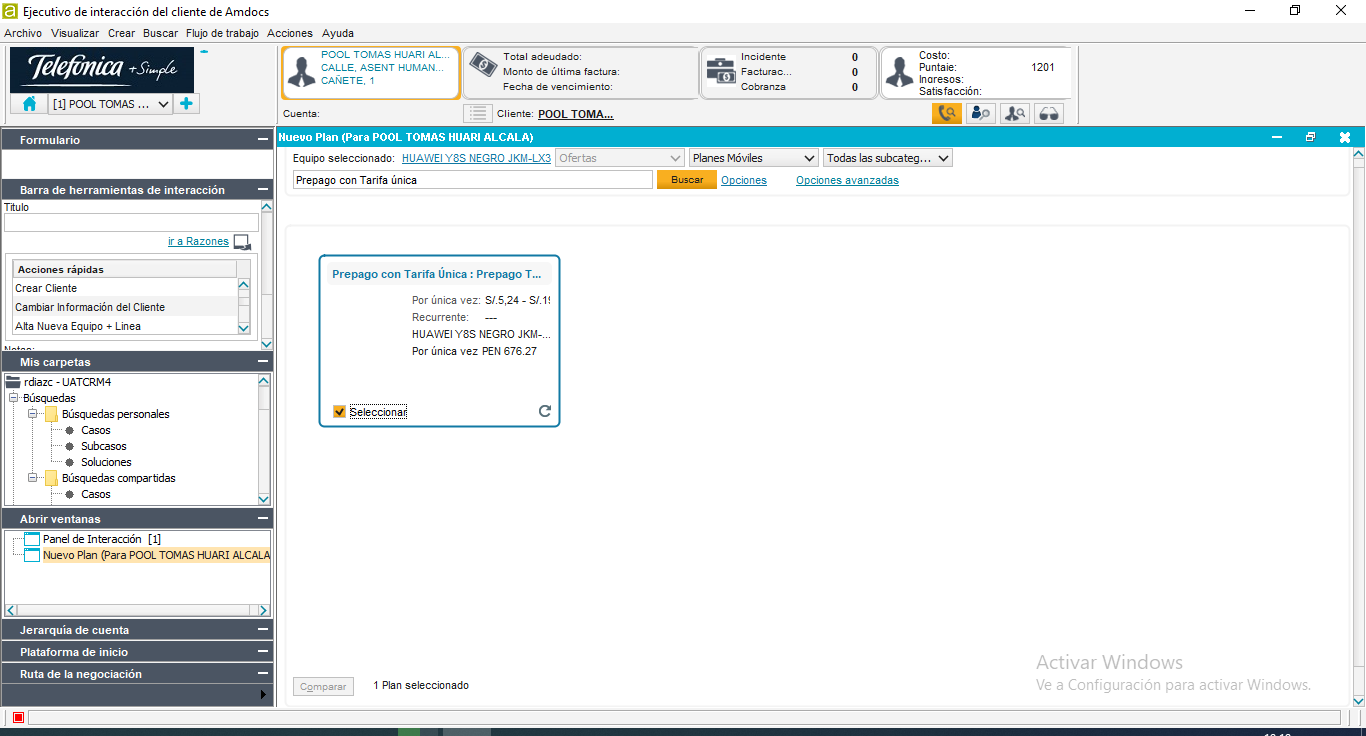 Ejecutivo de interacción del cliente de Amdocs
Archivo Visualizar Crear Buscar Flujo de trabajo Acciones Ayuda
Telefónica +Simple
[1] POOL TOMAS ...
POOL TOMAS HUARI AL...
CALLE, ASENT HUMAN...
CAÑETE, 1
Total adeudado:
Monto de última factura:
Fecha de vencimiento:
Incidente 0
Facturac... 0
Cobranza 0
Costo:
Puntaie: 1201
Ingresos:
Satisfacción:
Cuenta:
Cliente: POOL TOMA...
Formulario
Barra de herramientas de interacción
Título
ir a Razones
Acciones rápidas
Crear Cliente
Cambiar Información del Cliente
Alta Nueva Equipo + Linea
Notas:
Mis carpetas
rdiazc - UATCRM4
Búsquedas
Búsquedas personales
Casos
Subcasos
Soluciones
Búsquedas compartidas
Casos
Abrir ventanas
Panel de Interacción [1]
Nuevo Plan (Para POOL TOMAS HUARI ALCALA
Jerarquía de cuenta
Plataforma de inicio
Ruta de la negociación
Nuevo Plan (Para POOL TOMAS HUARI ALCALA)
Equipo seleccionado: HUAWEI Y8S NEGRO JKM-LX3 Ofertas Planes Móviles Todas las subcateg...
Prepago con Tarifa única Buscar Opciones Opciones avanzadas
Prepago con Tarifa Única : Prepago T...
Por única vez: S/.5,24 - S/.1
Recurrente: ---
HUAWEI Y8S NEGRO JKM-...
Por única vez PEN 676.27
Seleccionar
Comparar 1 Plan seleccionado
Activar Windows
Ve a Configuración para activar Windows.